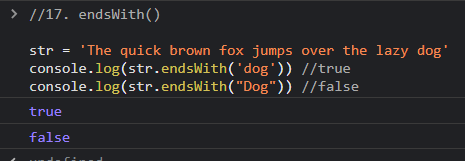 > //17. endsWith()
str = 'The quick brown fox jumps over the lazy dog'
console.log(str.endsWith('dog')) //true
console.log(str.endsWith("Dog")) //false
true
false
undefined